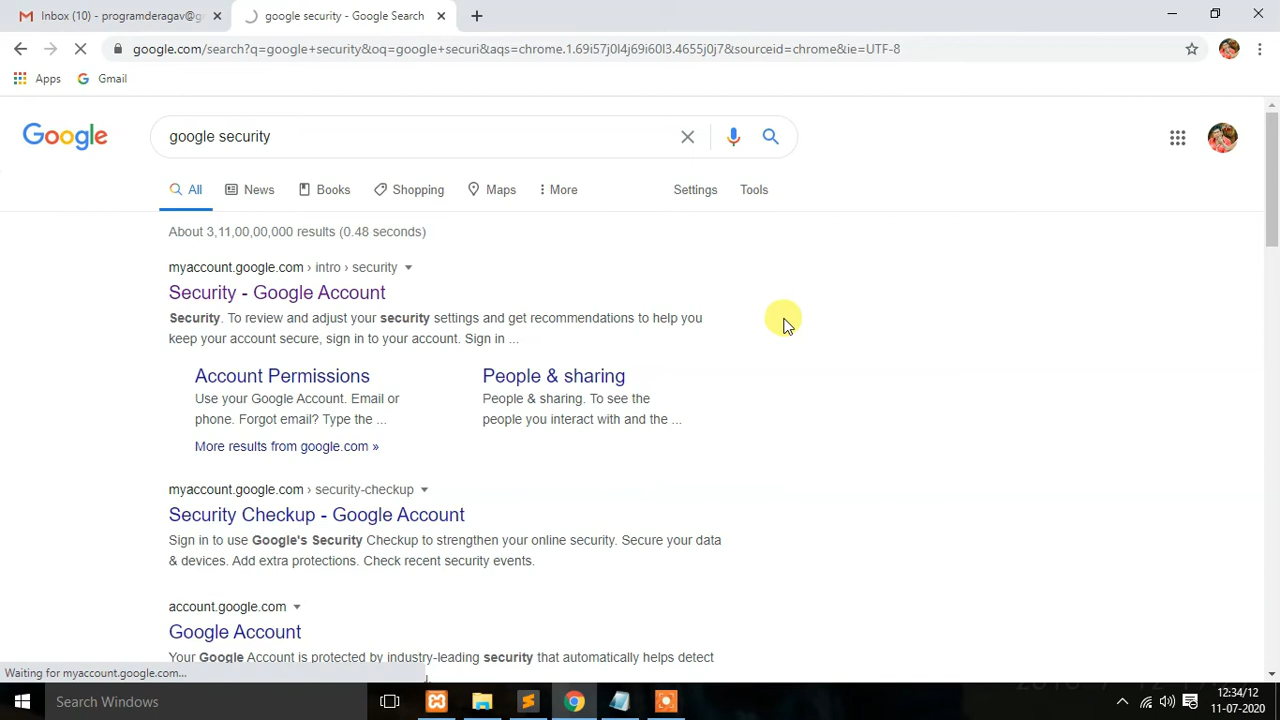 Inbox (10) - programderagav@g
google security - Google Search
google.com/search?q=google+security&oq=google+securi&aqs=chrome.1.69i57j0l4j69i60l3.4655j0j7&sourceid=chrome&ie=UTF-8
Apps
Gmail
Google
google security
All
News
Books
Shopping
Maps
More
Settings
Tools
About 3,11,00,00,000 results (0.48 seconds)
myaccount.google.com › intro › security
Security - Google Account
Security. To review and adjust your security settings and get recommendations to help you
keep your account secure, sign in to your account. Sign in ...
Account Permissions
Use your Google Account. Email or
phone. Forgot email? Type the ...
People & sharing
People & sharing. To see the
people you interact with and the ...
More results from google.com »
myaccount.google.com › security-checkup
Security Checkup - Google Account
Sign in to use Google's Security Checkup to strengthen your online security. Secure your data
& devices. Add extra protections. Check recent security events.
account.google.com
Google Account
Your Google Account is protected by industry-leading security that automatically helps detect
Waiting for myaccount.google.com...
Search Windows
12:34/12
11-07-2020